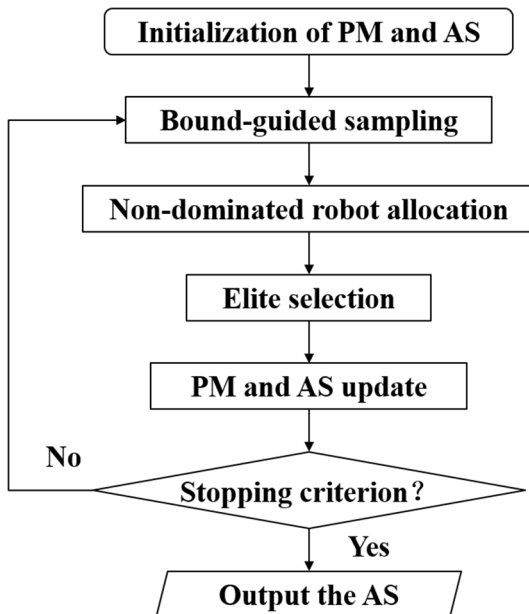 Initialization of PM and AS
Bound-guided sampling
Non-dominated robot allocation
Elite selection
PM and AS update
No
Stopping criterion？
Yes
Output the AS